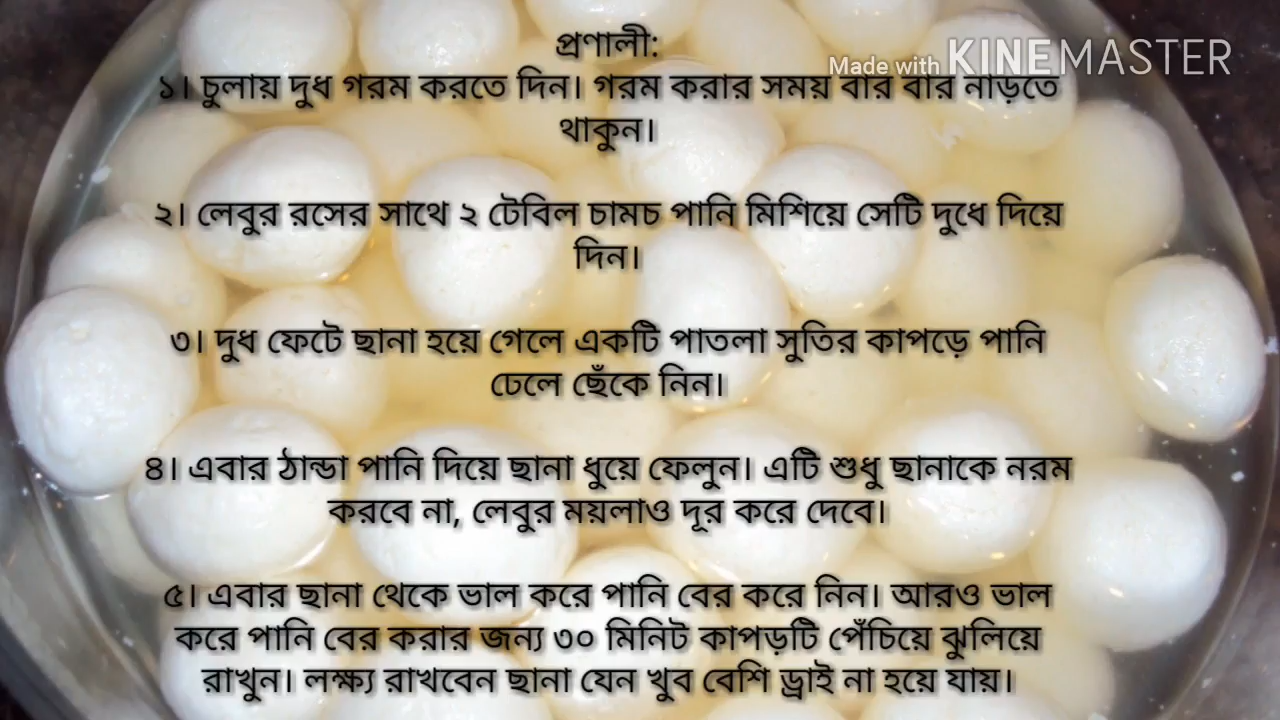 প্রণালী:
Made with KINEMASTER
১। চুলায় দুধ গরম করতে দিন। গরম করার সময় বার বার নাড়তে
থাকুন।
২। লেবুর রসের সাথে ২ টেবিল চামচ পানি মিশিয়ে সেটি দুধে দিয়ে
দিন।
৩। দুধ ফেটে ছানা হয়ে গেলে একটি পাতলা সুতির কাপড়ে পানি
ঢেলে ছেঁকে নিন।
৪। এবার ঠান্ডা পানি দিয়ে ছানা ধুয়ে ফেলুন। এটি শুধু ছানাকে নরম
করবে না, লেবুর ময়লাও দূর করে দেবে।
৫। এবার ছানা থেকে ভাল করে পানি বের করে নিন। আরও ভাল
করে পানি বের করার জন্য ৩০ মিনিট কাপড়টি পেঁচিয়ে ঝুলিয়ে
রাখুন। লক্ষ্য রাখবেন ছানা যেন খুব বেশি ড্রাই না হয়ে যায়।